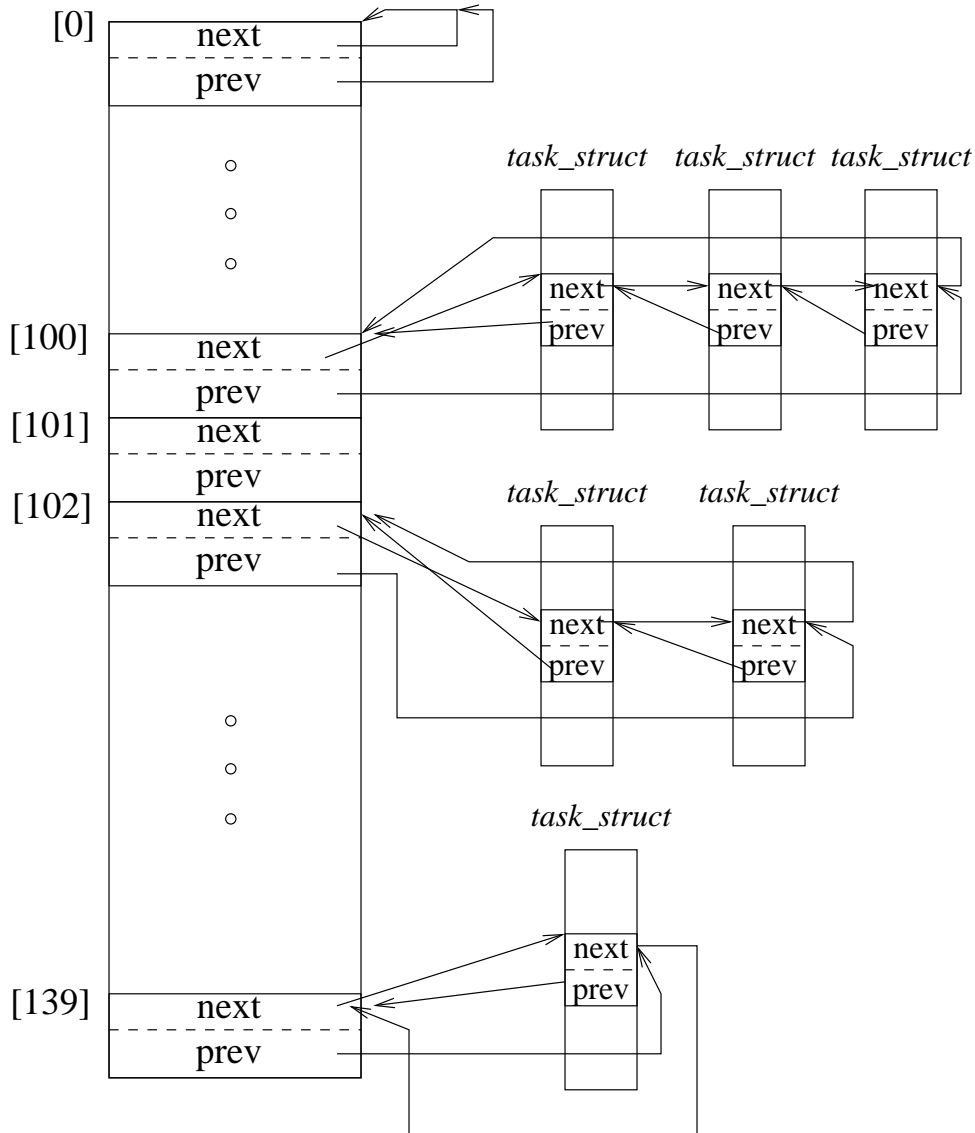 [0] next
prev
task_struct task_struct task_struct
next next next
prev prev prev
[100] next
prev
[101] next
prev
task_struct task_struct
[102] next
prev
next next
prev prev
task_struct
next
prev
[139] next
prev